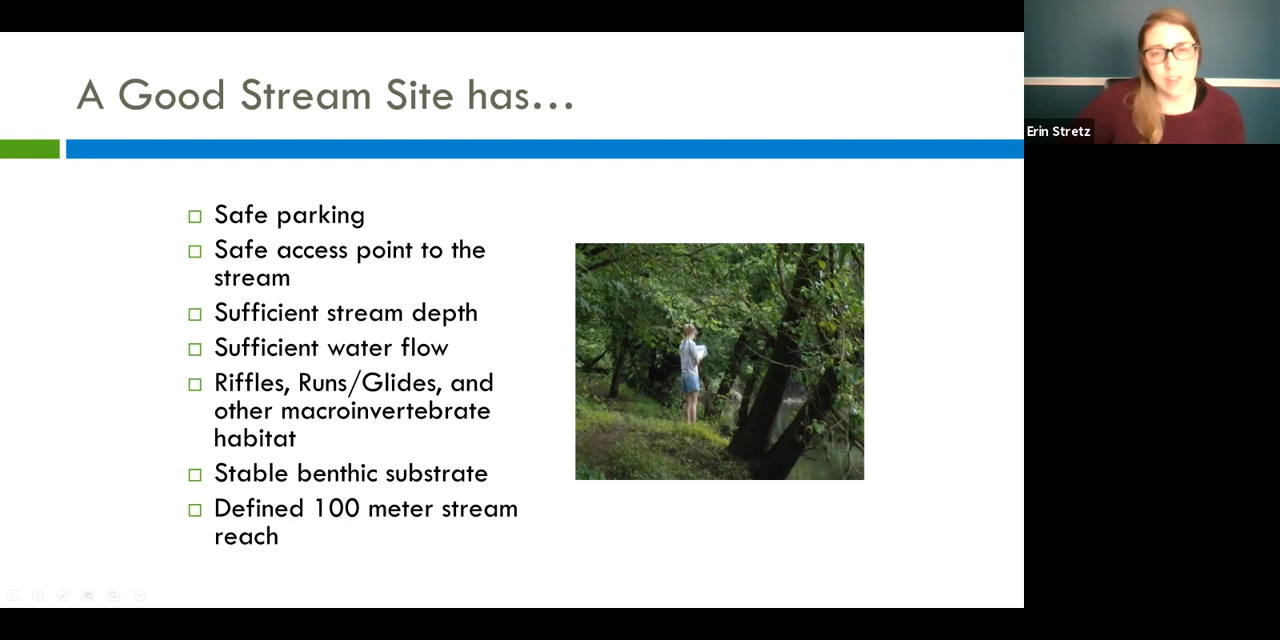 A Good Stream Site has...
Safe parking
Safe access point to the
stream
Sufficient stream depth
Sufficient water flow
Riffles, Runs/Glides, and
other macroinvertebrate
habitat
Stable benthic substrate
Defined 100 meter stream
reach
Erin Stretz